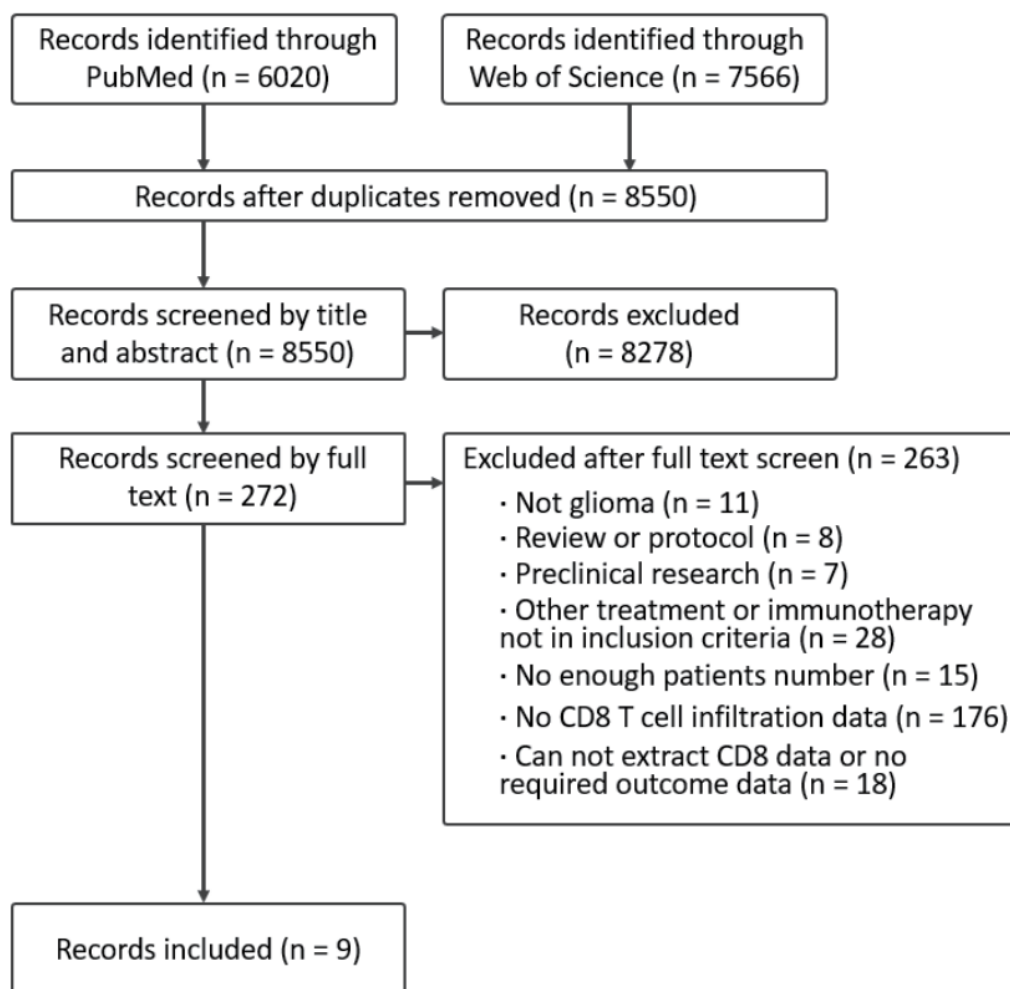 Records identified through
PubMed (n = 6020)
Records identified through
Web of Science (n = 7566)
Records after duplicates removed (n = 8550)
Records screened by title
and abstract (n = 8550)
Records excluded
(n = 8278)
Records screened by full
text (n = 272)
Excluded after full text screen (n = 263)
· Not glioma (n = 11)
· Review or protocol (n = 8)
· Preclinical research (n = 7)
· Other treatment or immunotherapy
not in inclusion criteria (n = 28)
· No enough patients number (n = 15)
· No CD8 T cell infiltration data (n = 176)
· Can not extract CD8 data or no
required outcome data (n = 18)
Records included (n = 9)